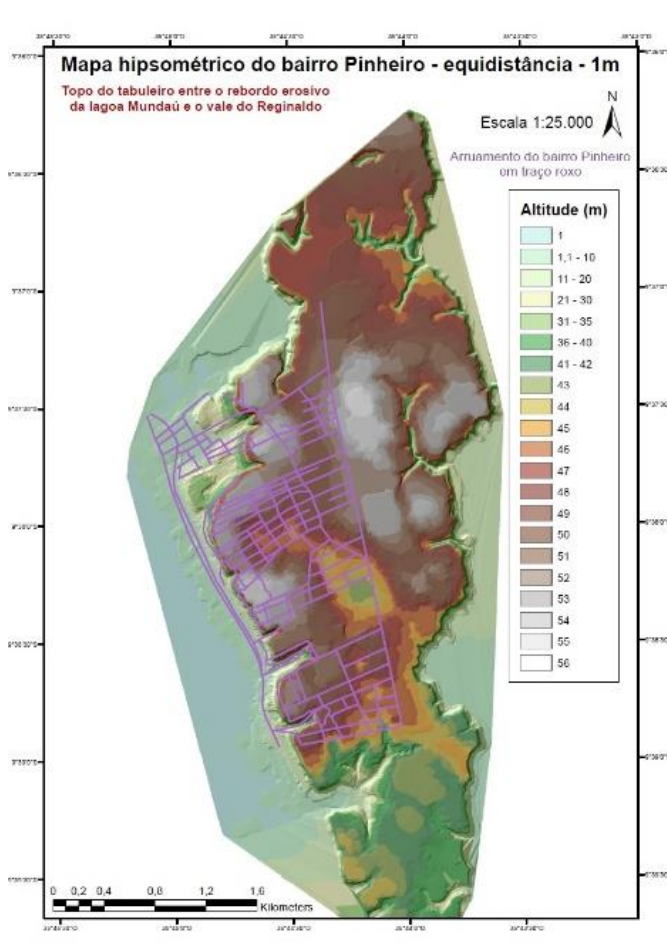 Mapa hipsométrico do bairro Pinheiro - equidistância - 1m
Topo do tabuleiro entre o rebordo erosivo
da lagoa Mundaú e o vale do Reginaldo
N
Escala 1:25.000
Arruamento do bairro Pinheiro
em traço roxo
Altitude (m)
1
1,1 - 10
11 - 20
21 - 30
31 - 35
36 - 40
41 - 42
43
44
45
46
47
48
49
50
51
52
53
54
55
56
0 0,2 0,4 0,8 1,2 1,6
Kilometers